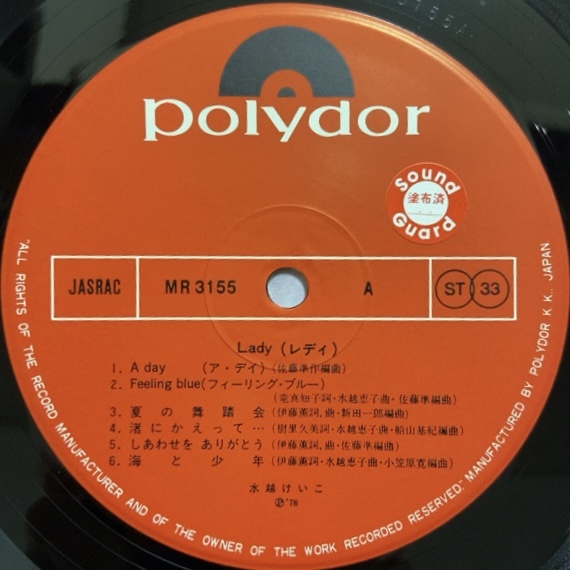 polydor
Sound
塗布済
Guard
JASRAC
MR 3155
A
ST 33
Lady (レディ)
1. A day (ア・デイ)(佐藤準作編曲)
2. Feeling blue(フィーリング・ブルー)
(竜真知子詞・水越恵子曲・佐藤準編曲)
3. 夏の舞踏会(伊藤薫詞、曲・新田一郎編曲)
4. 渚にかえって…(樹里久美詞・水越恵子曲・船山基紀編曲)
5. しあわせを ありがとう(伊藤薫詞、曲・佐藤準編曲)
6. 海と少年(伊藤薫詞・水越恵子曲・小笠原寛編曲)
水越けいこ
Ⓟ'78
"ALL RIGHTS OF THE RECORD MANUFACTURER AND OF THE OWNER OF THE WORK RECORDED RESERVED." MANUFACTURED BY POLYDOR K.K., JAPAN